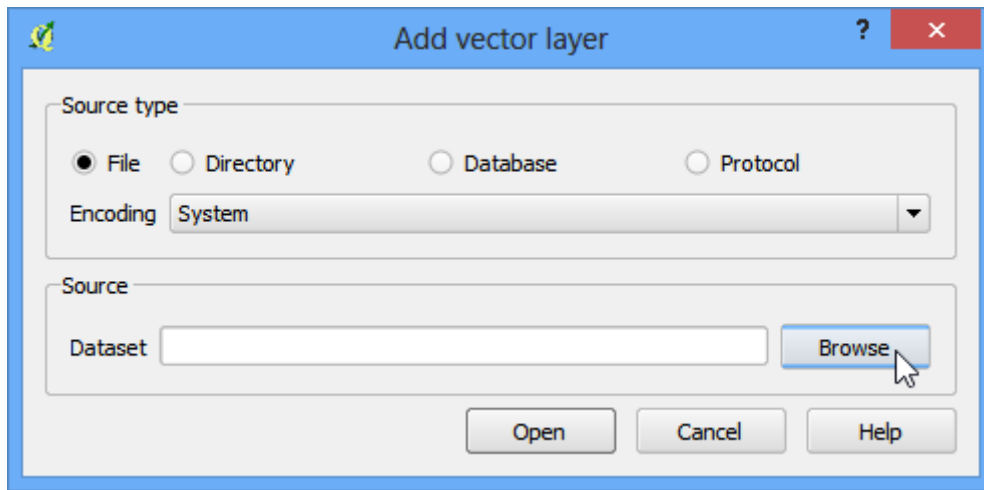 Add vector layer
?
×
Source type
File Directory Database Protocol
Encoding System
Source
Dataset Browse
Open Cancel Help